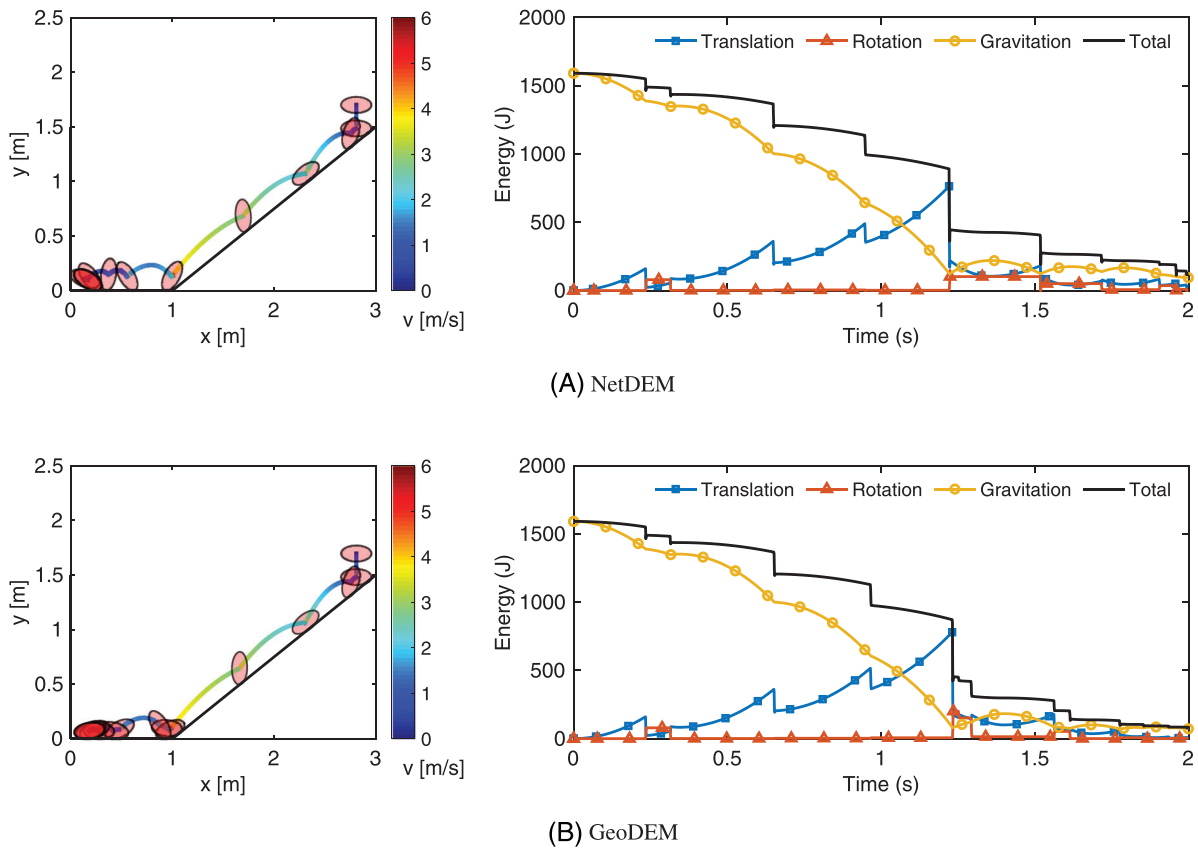 2.5
2
1.5
1
0.5
0
y [m]
0 1 2 3
x [m]
6
5
4
3
2
1
0
v [m/s]
2000
1500
1000
500
0
Energy (J)
Translation Rotation Gravitation Total
0 0.5 1 1.5 2
Time (s)
(A) NetDEM
2.5
2
1.5
1
0.5
0
y [m]
0 1 2 3
x [m]
6
5
4
3
2
1
0
v [m/s]
2000
1500
1000
500
0
Energy (J)
Translation Rotation Gravitation Total
0 0.5 1 1.5 2
Time (s)
(B) GeoDEM